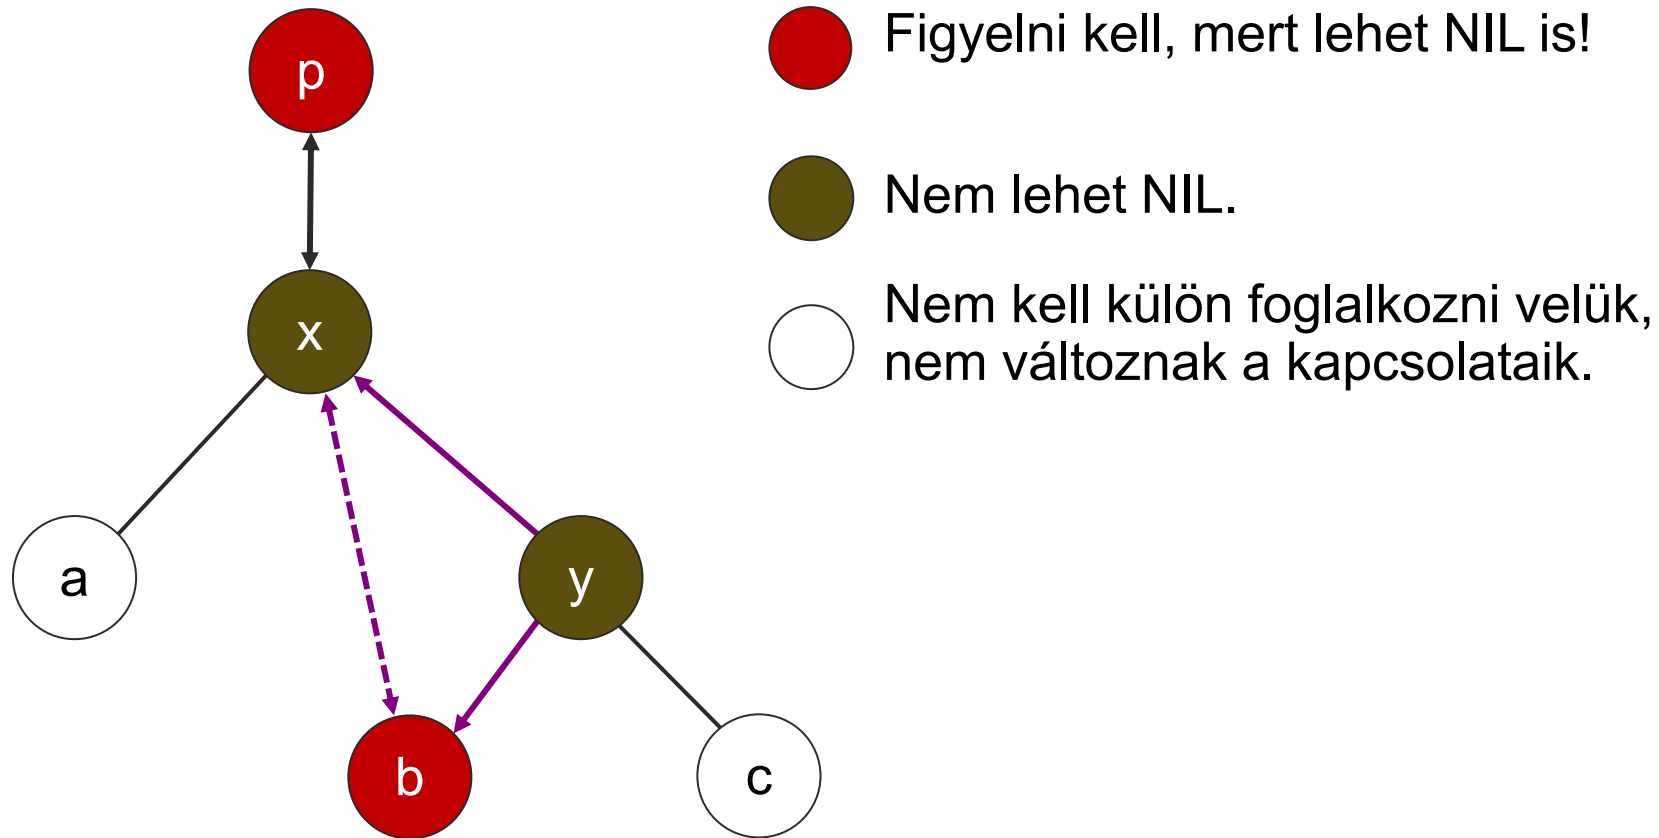 p
Figyelni kell, mert lehet NIL is!
Nem lehet NIL.
x
Nem kell külön foglalkozni velük,
nem változnak a kapcsolataik.
a
y
b
c